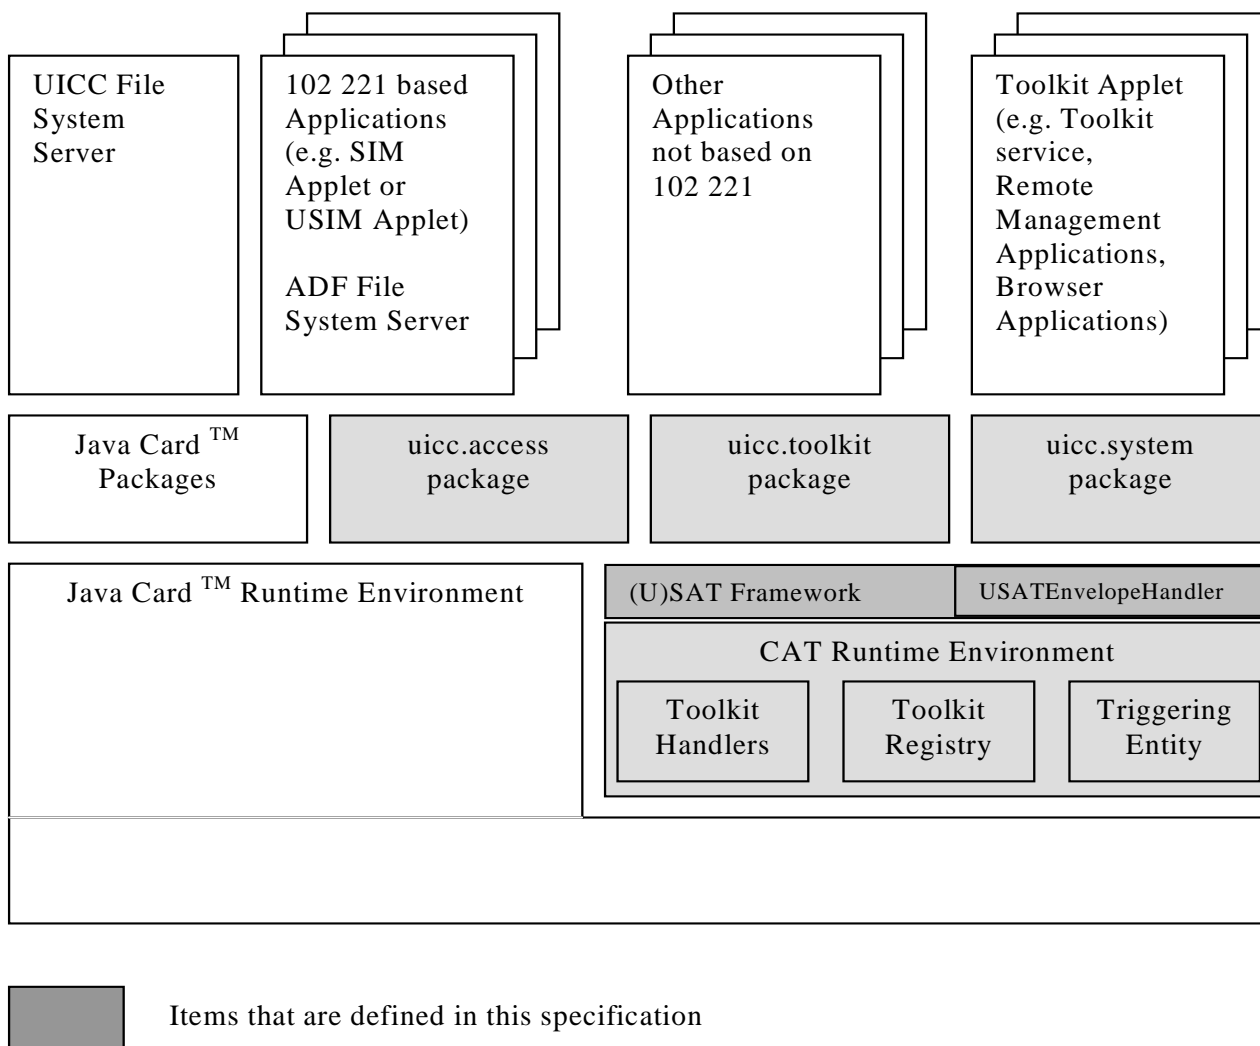 UICC File
System
Server
102 221 based
Applications
(e.g. SIM
Applet or
USIM Applet)
ADF File
System Server
Other
Applications
not based on
102 221
Toolkit Applet
(e.g. Toolkit
service,
Remote
Management
Applications,
Browser
Applications)
Java Card TM
Packages
uicc.access
package
uicc.toolkit
package
uicc.system
package
Java Card TM Runtime Environment
(U)SAT Framework
USATEnvelopeHandler
CAT Runtime Environment
Toolkit
Handlers
Toolkit
Registry
Triggering
Entity
Items that are defined in this specification